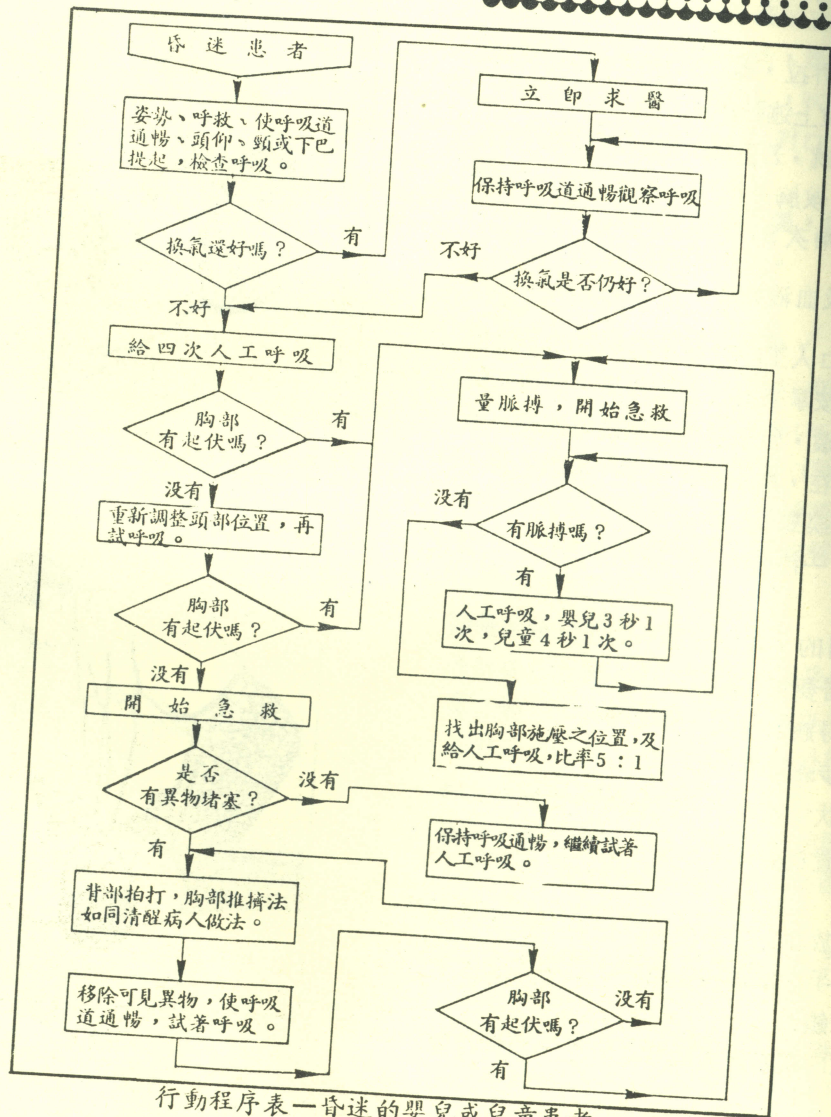 昏迷患者
姿勢、呼救、使呼吸道
通暢、頭仰、頸或下巴
提起，檢查呼吸。
換氣還好嗎？
有
不好
給四次人工呼吸
胸部
有起伏嗎？
有
没有
重新調整頭部位置，再
試呼吸。
胸部
有起伏嗎？
有
没有
開始急救
是否
有異物堵塞？
没有
有
背部拍打，胸部推擠法
如同清醒病人做法。
移除可見異物，使呼吸
道通暢，試著呼吸。
立即求醫
保持呼吸道通暢觀察呼吸
換氣是否仍好？
不好
量脈搏，開始急救
有脈搏嗎？
没有
有
人工呼吸，嬰兒3秒1
次，兒童4秒1次。
找出胸部施壓之位置，及
給人工呼吸，比率5：1
保持呼吸通暢，繼續試著
人工呼吸。
胸部
有起伏嗎？
没有
有
行動程序表—昏迷的嬰兒或兒童患者